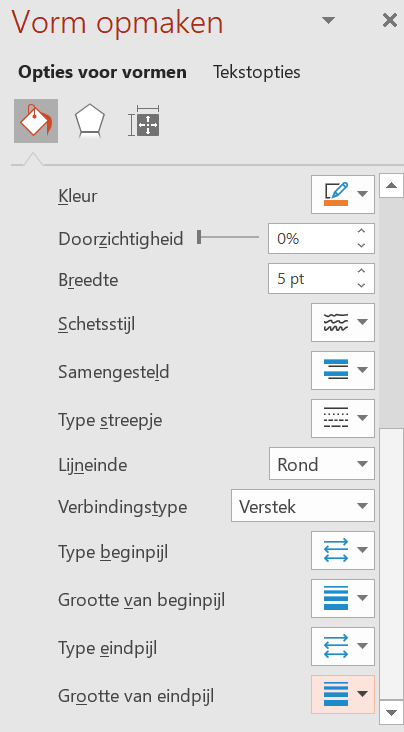 Vorm opmaken
Opties voor vormen Tekstopties
Kleur
Doorzichtigheid 0%
Breedte 5 pt
Schetsstijl
Samengesteld
Type streepje
Lijneinde Rond
Verbindingstype Verstek
Type beginpijl
Grootte van beginpijl
Type eindpijl
Grootte van eindpijl